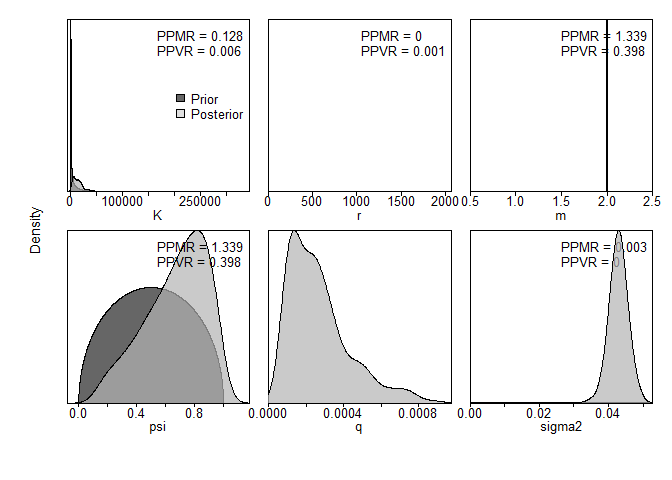 PPMR = 0.128
PPVR = 0.006
Prior
Posterior
0
100000
250000
K
PPMR = 0
PPVR = 0.001
0
500
1000
1500
2000
r
PPMR = 1.339
PPVR = 0.398
0.5
1.0
1.5
2.0
2.5
m
Density
PPMR = 1.339
PPVR = 0.398
0.0
0.4
0.8
psi
0.0000
0.0004
0.0008
q
PPMR = 0.003
PPVR = 0
0.00
0.02
0.04
sigma2